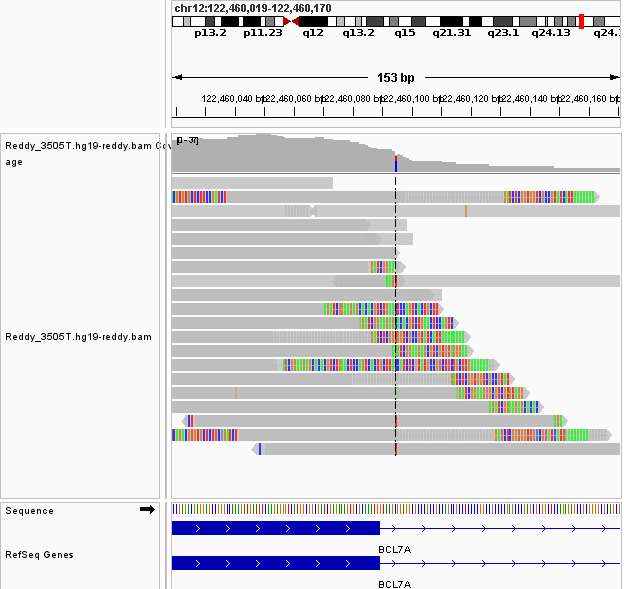 chr12:122,460,019-122,460,170
p13.2 p11.23 q12 q13.2 q15 q21.31 q23.1 q24.13 q24.
153 bp
122,460,040 bp 122,460,060 bp 122,460,080 bp 122,460,100 bp 122,460,120 bp 122,460,140 bp 122,460,160 bp
Reddy_3505T.hg19-reddy.bam Cov
age
[0-37]
Reddy_3505T.hg19-reddy.bam
Sequence
RefSeq Genes
BCL7A
BCL7A